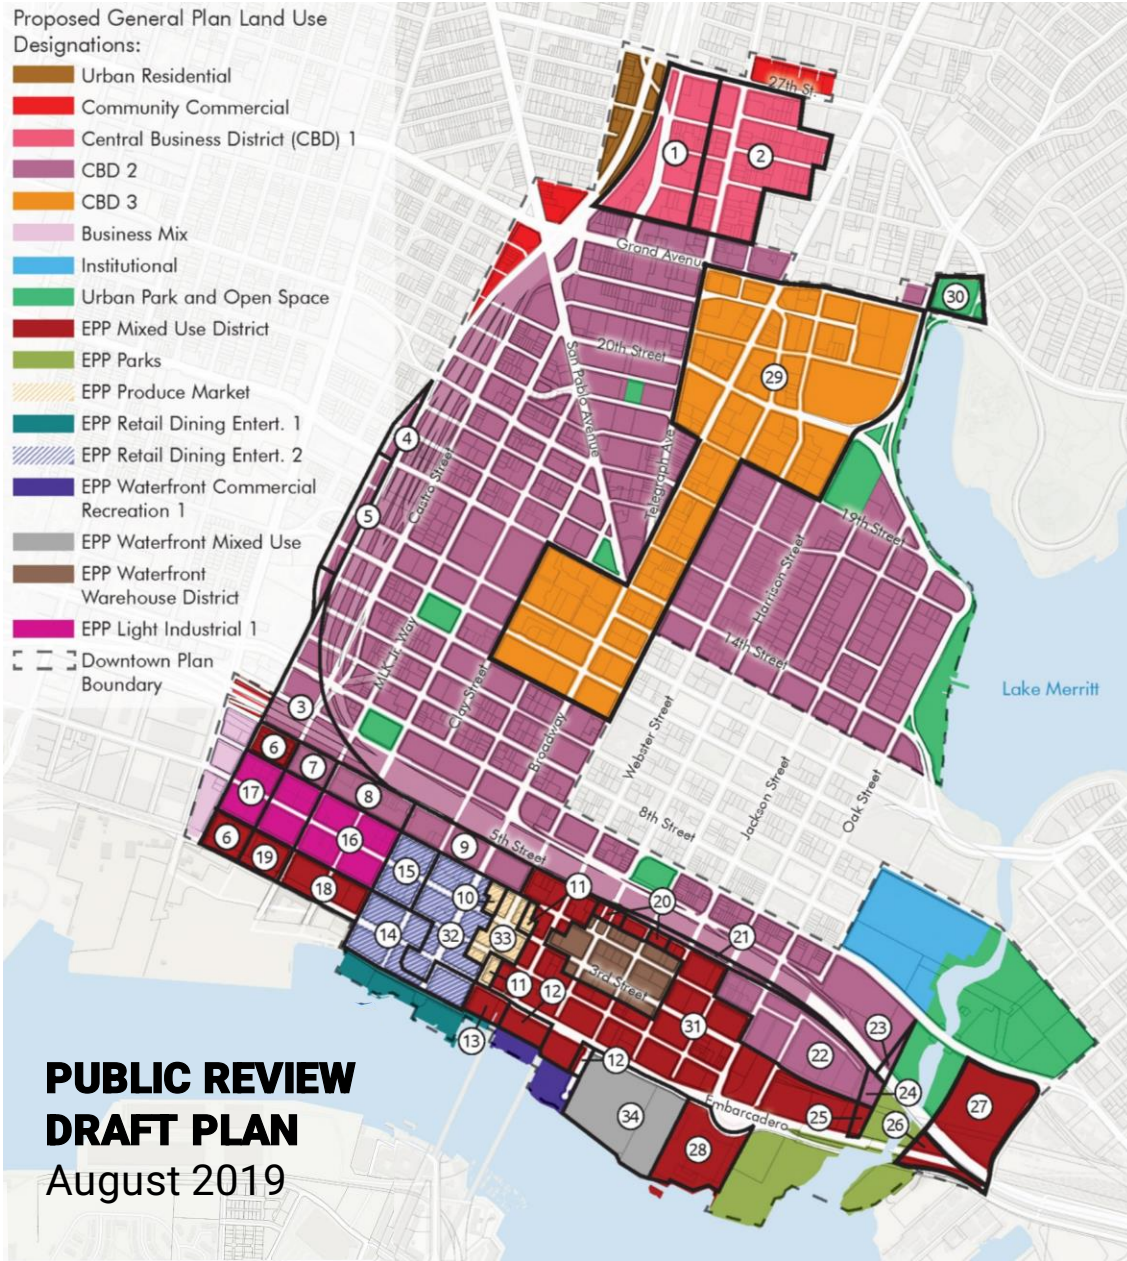 Proposed General Plan Land Use
Designations:
Urban Residential
Community Commercial
Central Business District (CBD) 1
CBD 2
CBD 3
Business Mix
Institutional
Urban Park and Open Space
EPP Mixed Use District
EPP Parks
EPP Produce Market
EPP Retail Dining Entert. 1
EPP Retail Dining Entert. 2
EPP Waterfront Commercial
Recreation 1
EPP Waterfront Mixed Use
EPP Waterfront
Warehouse District
EPP Light Industrial 1
Downtown Plan
Boundary
27th St.
1
2
Grand Avenu
30
20th Street
San Pablo Avenue
29
Telegraph Ave
4
Castro Street
5
19th Street
Harrison Street
14th Street
MLK Jr. Way
Clay Street
Broadway
Webster Street
Jackson Street
Oak Street
8th Street
Lake Merritt
3
6
7
8
17
16
9
5th Street
6
19
18
15
10
11
20
14
32
33
21
3rd Street
11
12
13
31
23
22
12
24
34
Embarcadero
25
26
27
28
PUBLIC REVIEW
DRAFT PLAN
August 2019